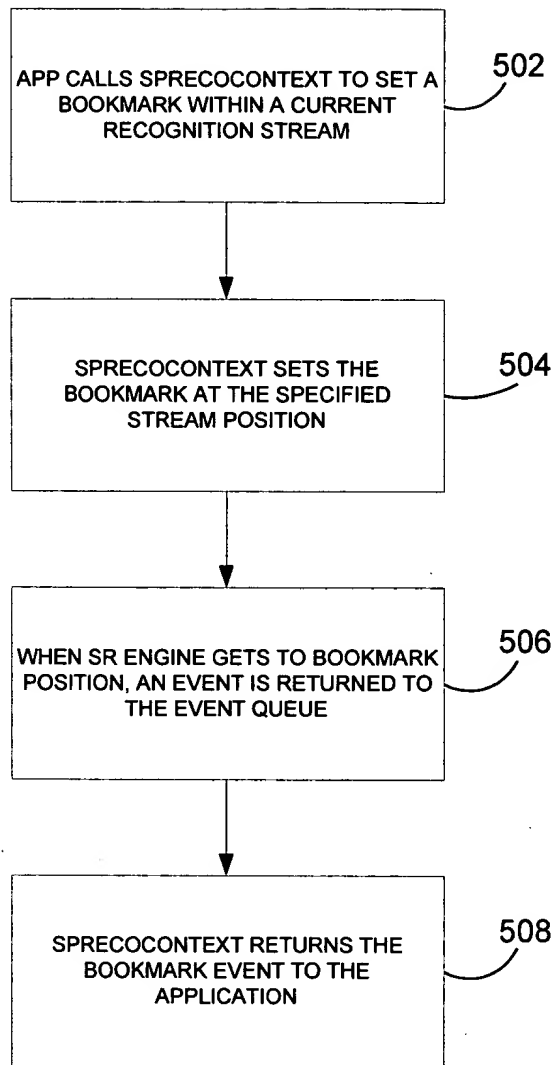 APP CALLS SPRECOCONTEXT TO SET A
BOOKMARK WITHIN A CURRENT
RECOGNITION STREAM
502
SPRECOCONTEXT SETS THE
BOOKMARK AT THE SPECIFIED
STREAM POSITION
504
WHEN SR ENGINE GETS TO BOOKMARK
POSITION, AN EVENT IS RETURNED TO
THE EVENT QUEUE
506
SPRECOCONTEXT RETURNS THE
BOOKMARK EVENT TO THE
APPLICATION
508